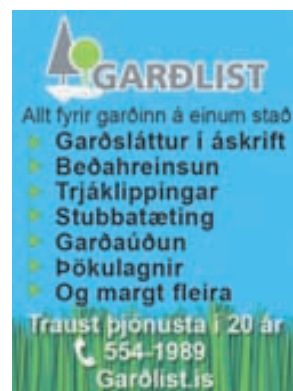 GARÐLIST
Allt fyrir garðinn á einum stað
Garðsláttur í áskrift
Beðahreinsun
Trjáklippingar
Stubbatæting
Garðaúðun
Þökulagnir
Og margt fleira
Traust þjónusta í 20 ár
554-1989
Garðlist.is